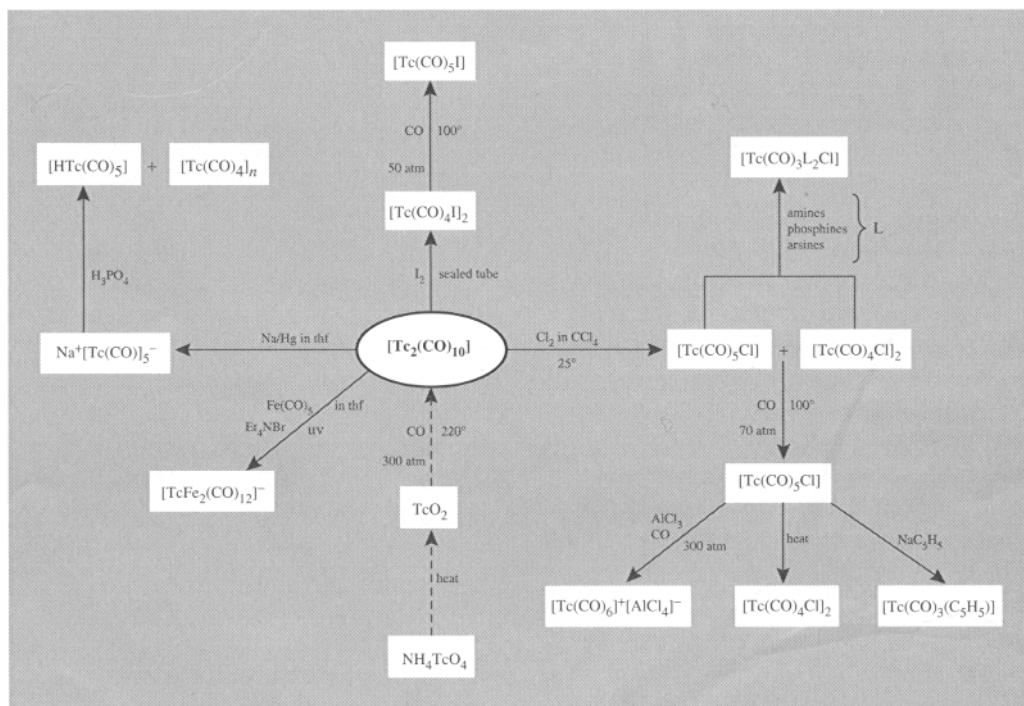 [Tc(CO)₅I]
CO 100°
50 atm
[HTc(CO)₅] + [Tc(CO)₄]ₙ
[Tc(CO)₃L₂Cl]
[Tc(CO)₄I]₂
amines
phosphines
arsines
L
H₃PO₄
I₂ sealed tube
Na⁺[Tc(CO)]₅⁻
Na/Hg in thf
[Tc₂(CO)₁₀]
Cl₂ in CCl₄
25°
[Tc(CO)₅Cl] + [Tc(CO)₄Cl]₂
Fe(CO)₅ in thf
Er₄NBr uv
CO 220°
300 atm
CO 100°
70 atm
[TcFe₂(CO)₁₂]⁻
TcO₂
[Tc(CO)₅Cl]
AlCl₃
CO 300 atm
heat
NaC₅H₅
heat
[Tc(CO)₆]⁺[AlCl₄]⁻
[Tc(CO)₄Cl]₂
[Tc(CO)₃(C₅H₅)]
NH₄TcO₄